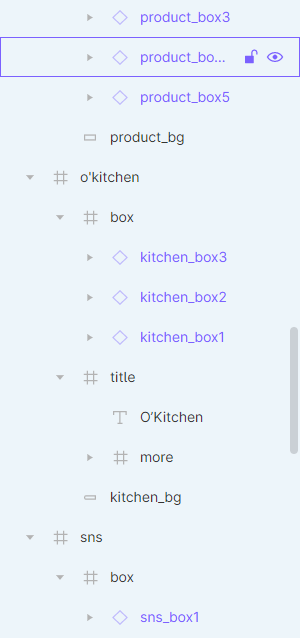 product_box3
product_bo...
product_box5
product_bg
o'kitchen
box
kitchen_box3
kitchen_box2
kitchen_box1
title
O’Kitchen
more
kitchen_bg
sns
box
sns_box1